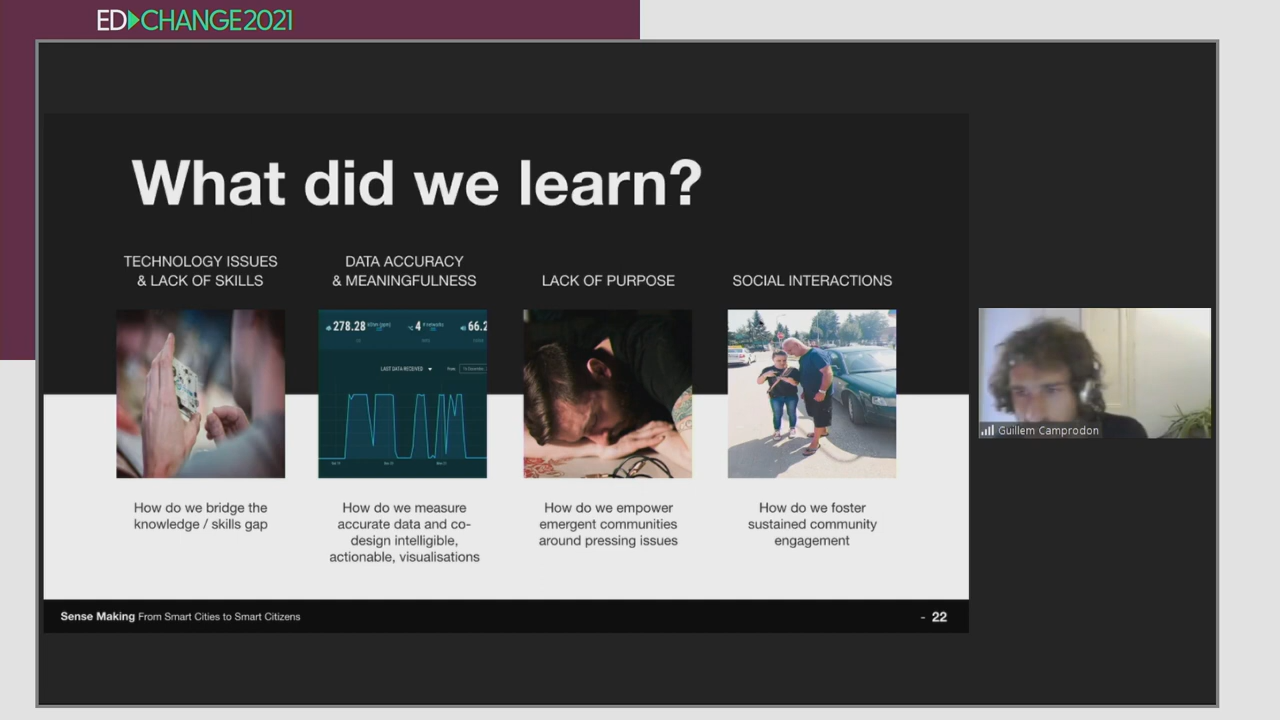 ED▶CHANGE2021
What did we learn?
TECHNOLOGY ISSUES
& LACK OF SKILLS
DATA ACCURACY
& MEANINGFULNESS
LACK OF PURPOSE
SOCIAL INTERACTIONS
278.28
4
66.2
LAST DATA RECEIVED
How do we bridge the
knowledge / skills gap
How do we measure
accurate data and co-
design intelligible,
actionable, visualisations
How do we empower
emergent communities
around pressing issues
How do we foster
sustained community
engagement
Guillem Camprodon
Sense Making From Smart Cities to Smart Citizens
- 22